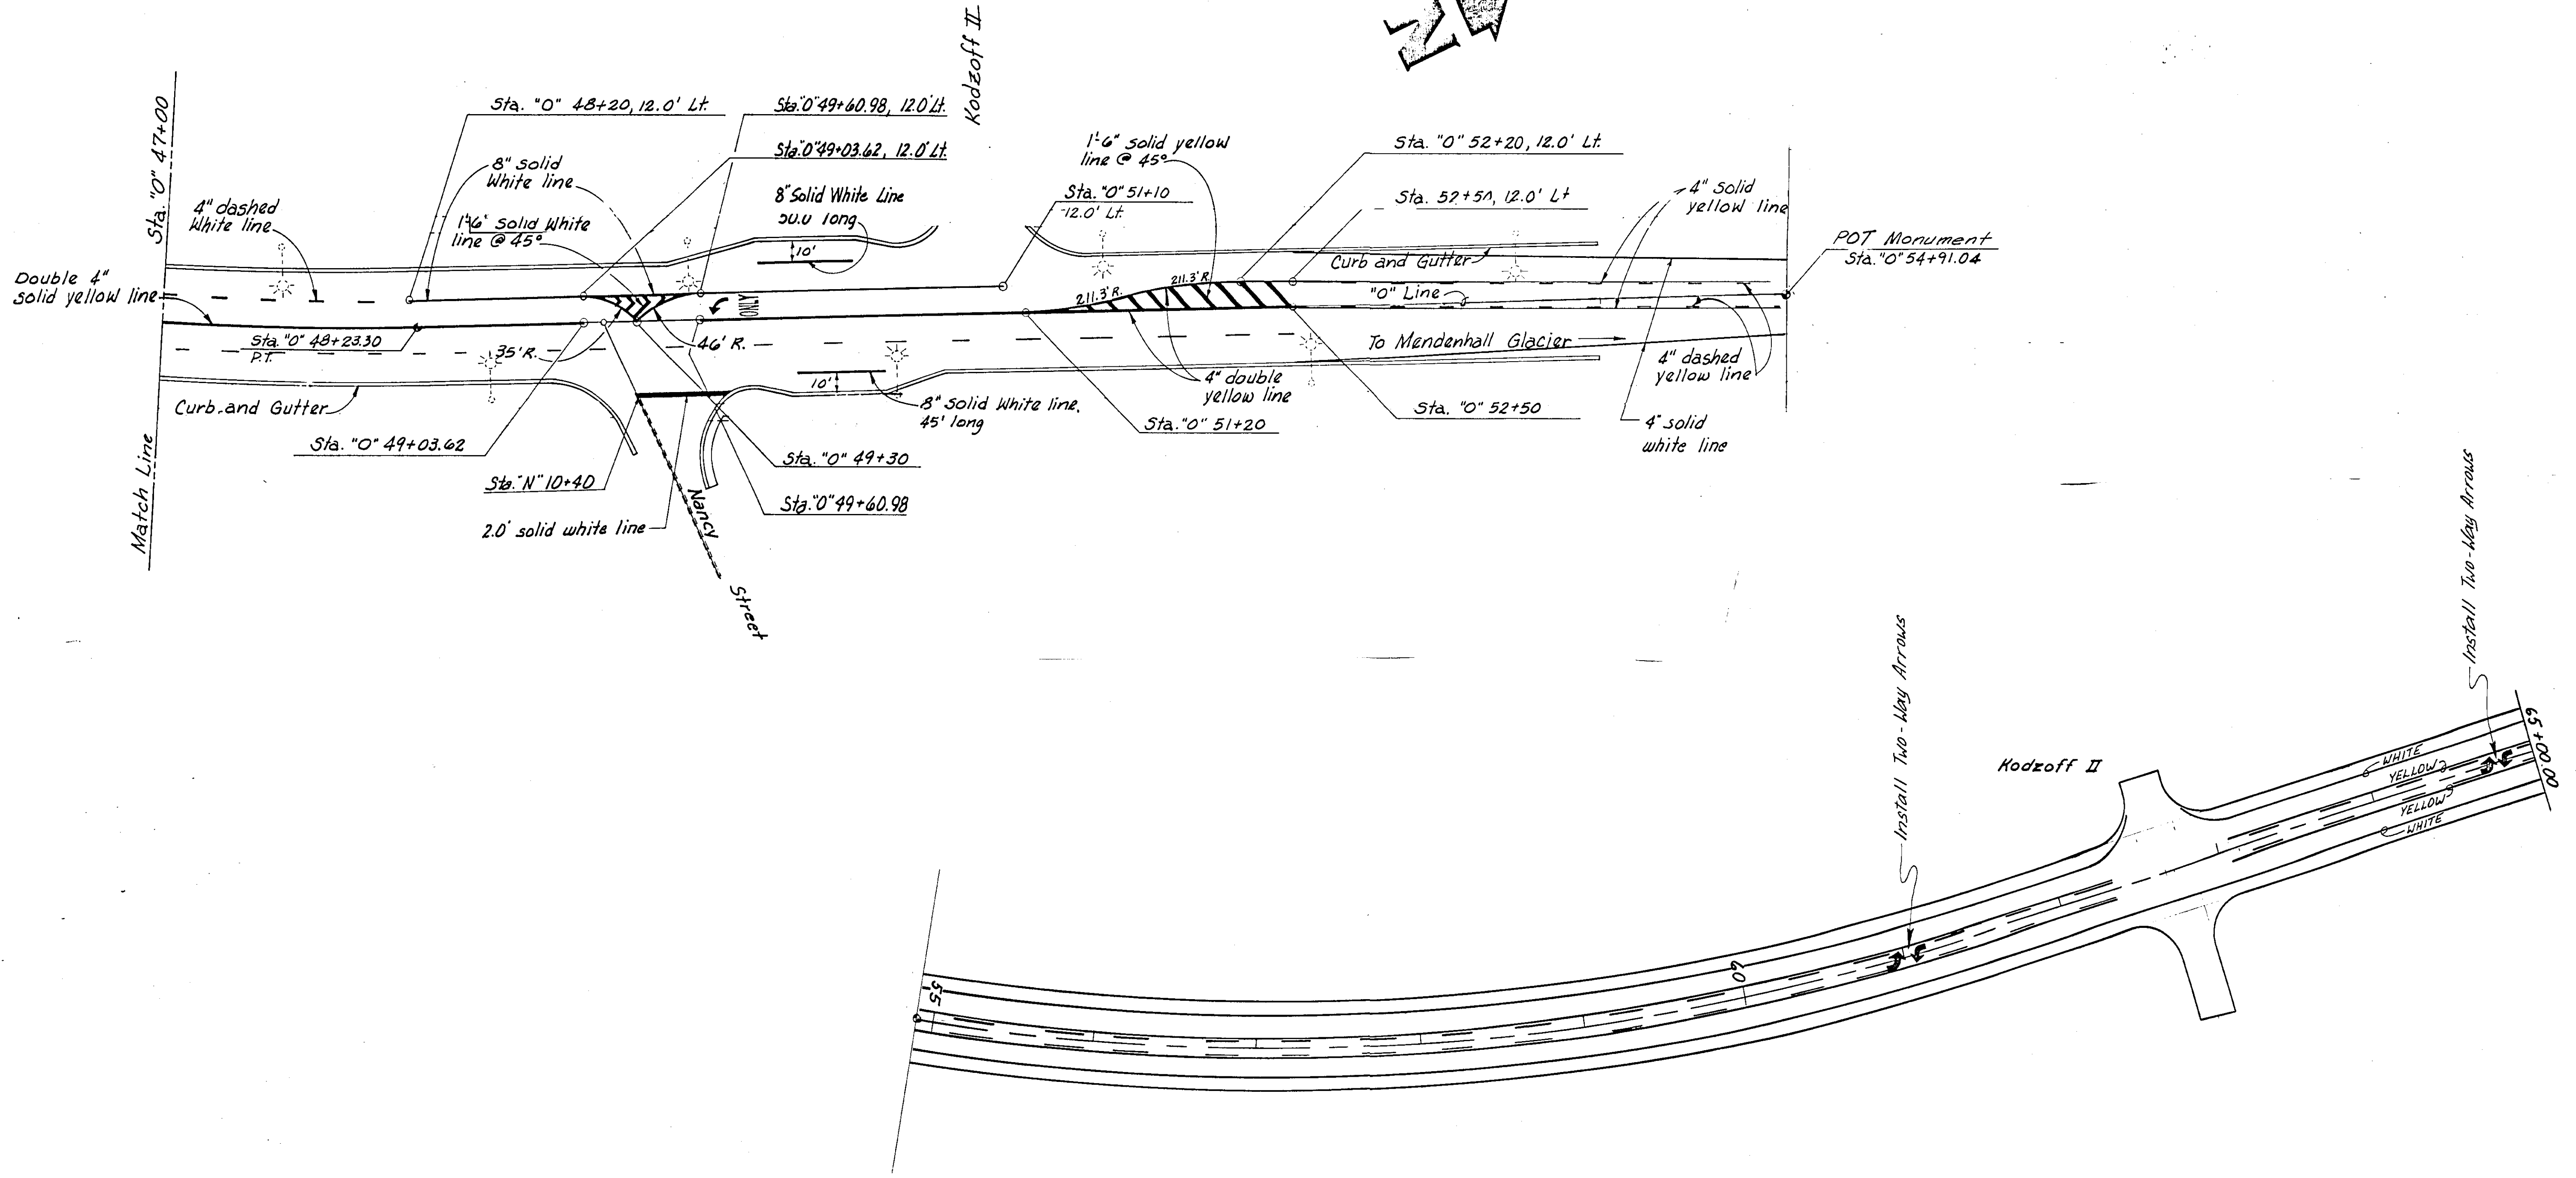 N
Kodzoff II
Sta. "O" 47+00
Match Line
Sta. "O" 48+20, 12.0' Lt.
Sta."O"49+60.98, 12.0'Lt.
Sta."O"49+03.62, 12.0'Lt.
8" solid
White line
4" dashed
White line
1'-6" solid White
line @ 45°
8"Solid White Line
long
10'
Double 4"
solid yellow line
Sta. "O" 48+23.30
P.T.
35'R.
46' R.
ONLY
Curb and Gutter
10'
8" Solid White line,
45' long
Sta. "O" 49+03.62
Sta."N"10+40
2.0' solid white line
Sta. "O" 49+30
Sta."O"49+60.98
Nancy
Street
1'-6" solid yellow
line @ 45°
Sta. "O" 51+10
12.0' Lt.
Sta. "O" 52+20, 12.0' Lt.
Sta. 52+50, 12.0' Lt
4" Solid
yellow line
POT Monument
Sta."O"54+91.04
Curb and Gutter
211.3'R.
211.3'R.
"O" Line
To Mendenhall Glacier
4" dashed
yellow line
4" double
yellow line
Sta."O" 51+20
Sta. "O" 52+50
4" solid
white line
Install Two-Way Arrows
Install Two-Way Arrows
Kodzoff II
WHITE
YELLOW
YELLOW
WHITE
65+00.00
60
55